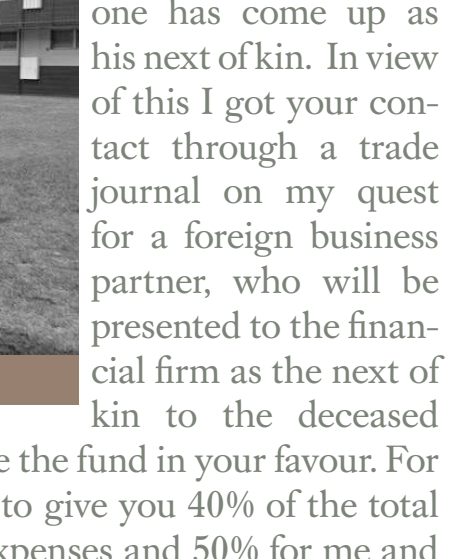 one has come up as
his next of kin. In view
of this I got your con-
tact through a trade
journal on my quest
for a foreign business
partner, who will be
presented to the finan-
cial firm as the next of
kin to the deceased
the fund in your favour. For
to give you 40% of the total
expenses and 50% for me and